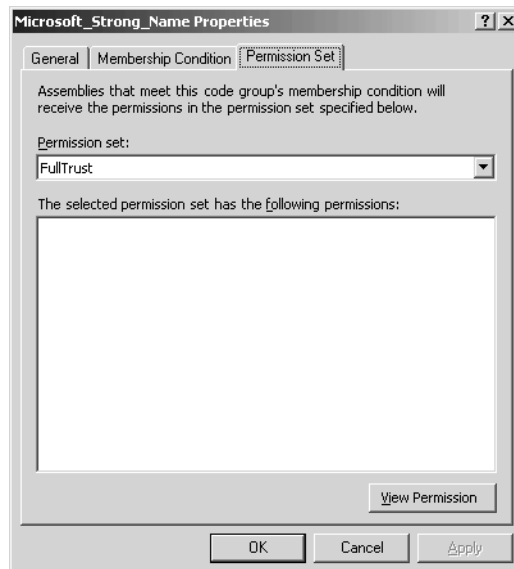 Microsoft_Strong_Name Properties
General
Membership Condition
Permission Set
Assemblies that meet this code group's membership condition will
receive the permissions in the permission set specified below.
Permission set:
FullTrust
The selected permission set has the following permissions:
View Permission
OK
Cancel
Apply